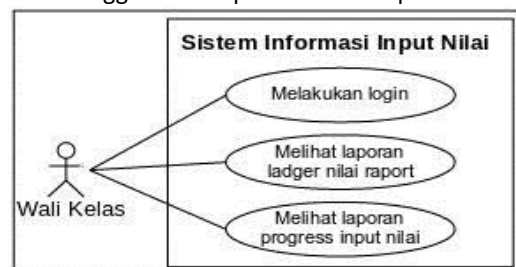 Sistem Informasi Input Nilai
Melakukan login
Melihat laporan
ladger nilai raport
Wali Kelas
Melihat laporan
progress input nilai